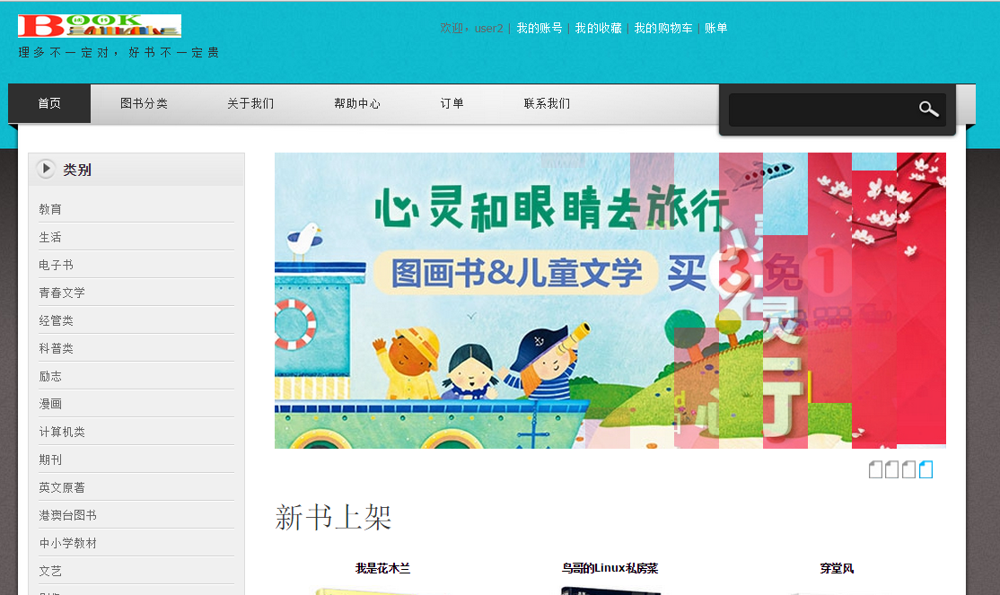 BOOK
理多不一定对，好书不一定贵
欢迎，user2 | 我的账号 | 我的收藏 | 我的购物车 | 账单
首页 图书分类 关于我们 帮助中心 订单 联系我们
类别
教育
生活
电子书
青春文学
经管类
科普类
励志
漫画
计算机类
期刊
英文原著
港澳台图书
中小学教材
文艺
心灵和眼睛去旅行
图画书&儿童文学 买3免1
新书上架
我是花木兰 鸟哥的Linux私房菜 穿堂风